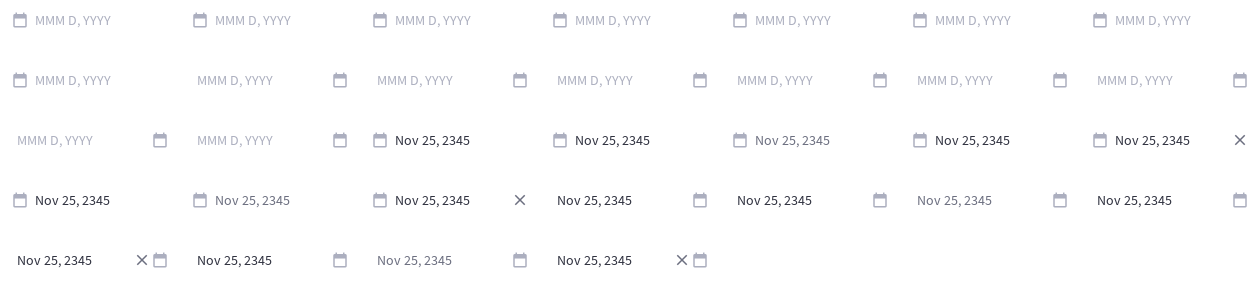 MMM D, YYYY MMM D, YYYY MMM D, YYYY MMM D, YYYY MMM D, YYYY MMM D, YYYY MMM D, YYYY
MMM D, YYYY MMM D, YYYY MMM D, YYYY MMM D, YYYY MMM D, YYYY MMM D, YYYY MMM D, YYYY
MMM D, YYYY MMM D, YYYY Nov 25, 2345 Nov 25, 2345 Nov 25, 2345 Nov 25, 2345 Nov 25, 2345
Nov 25, 2345 Nov 25, 2345 Nov 25, 2345 Nov 25, 2345 Nov 25, 2345 Nov 25, 2345 Nov 25, 2345
Nov 25, 2345 Nov 25, 2345 Nov 25, 2345 Nov 25, 2345